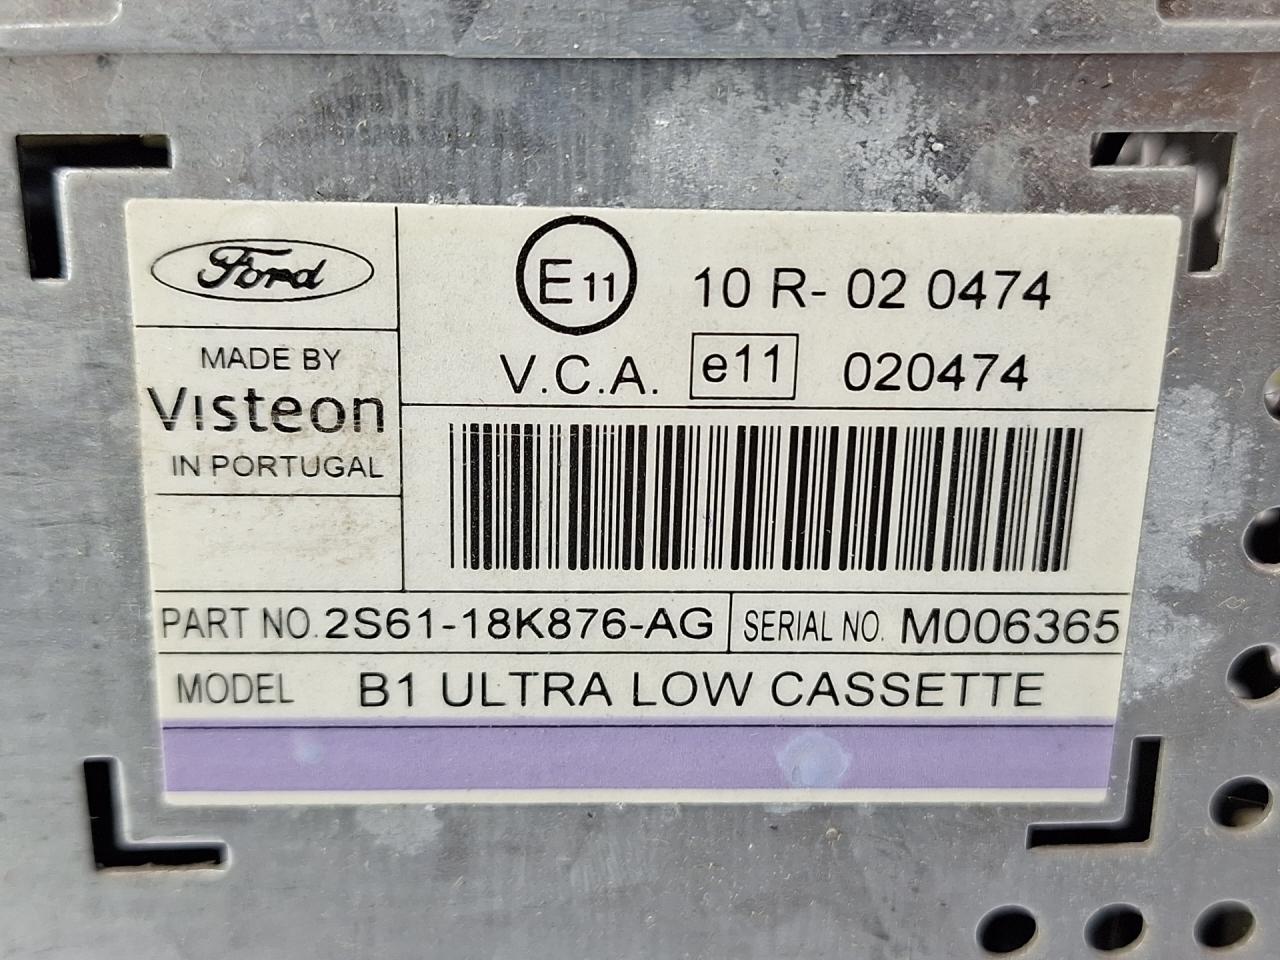 Ford
MADE BY
Visteon
IN PORTUGAL
E11 10 R- 02 0474
V.C.A. e11 020474
PART NO. 2S61-18K876-AG SERIAL NO. M006365
MODEL B1 ULTRA LOW CASSETTE